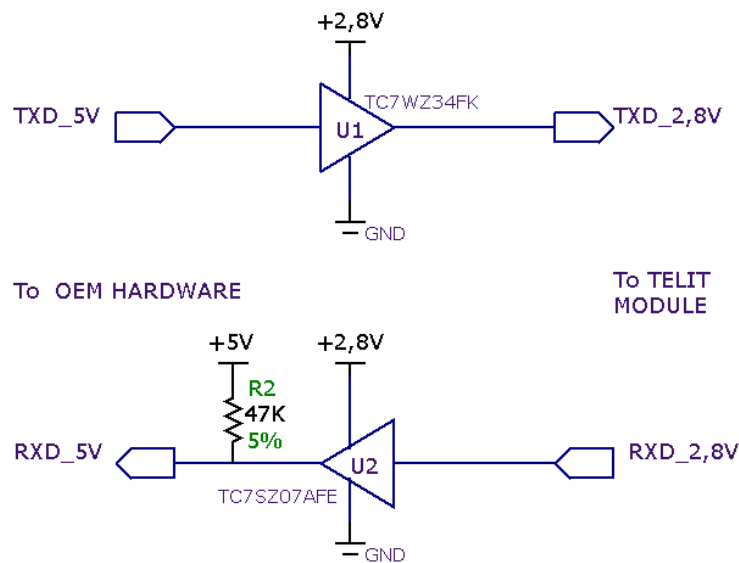 +2,8V
TC7WZ34FK
TXD_5V
U1
TXD_2,8V
GND
To OEM HARDWARE
To TELIT
MODULE
+5V
+2,8V
R2
47K
5%
RXD_5V
U2
RXD_2,8V
TC7SZ07AFE
GND